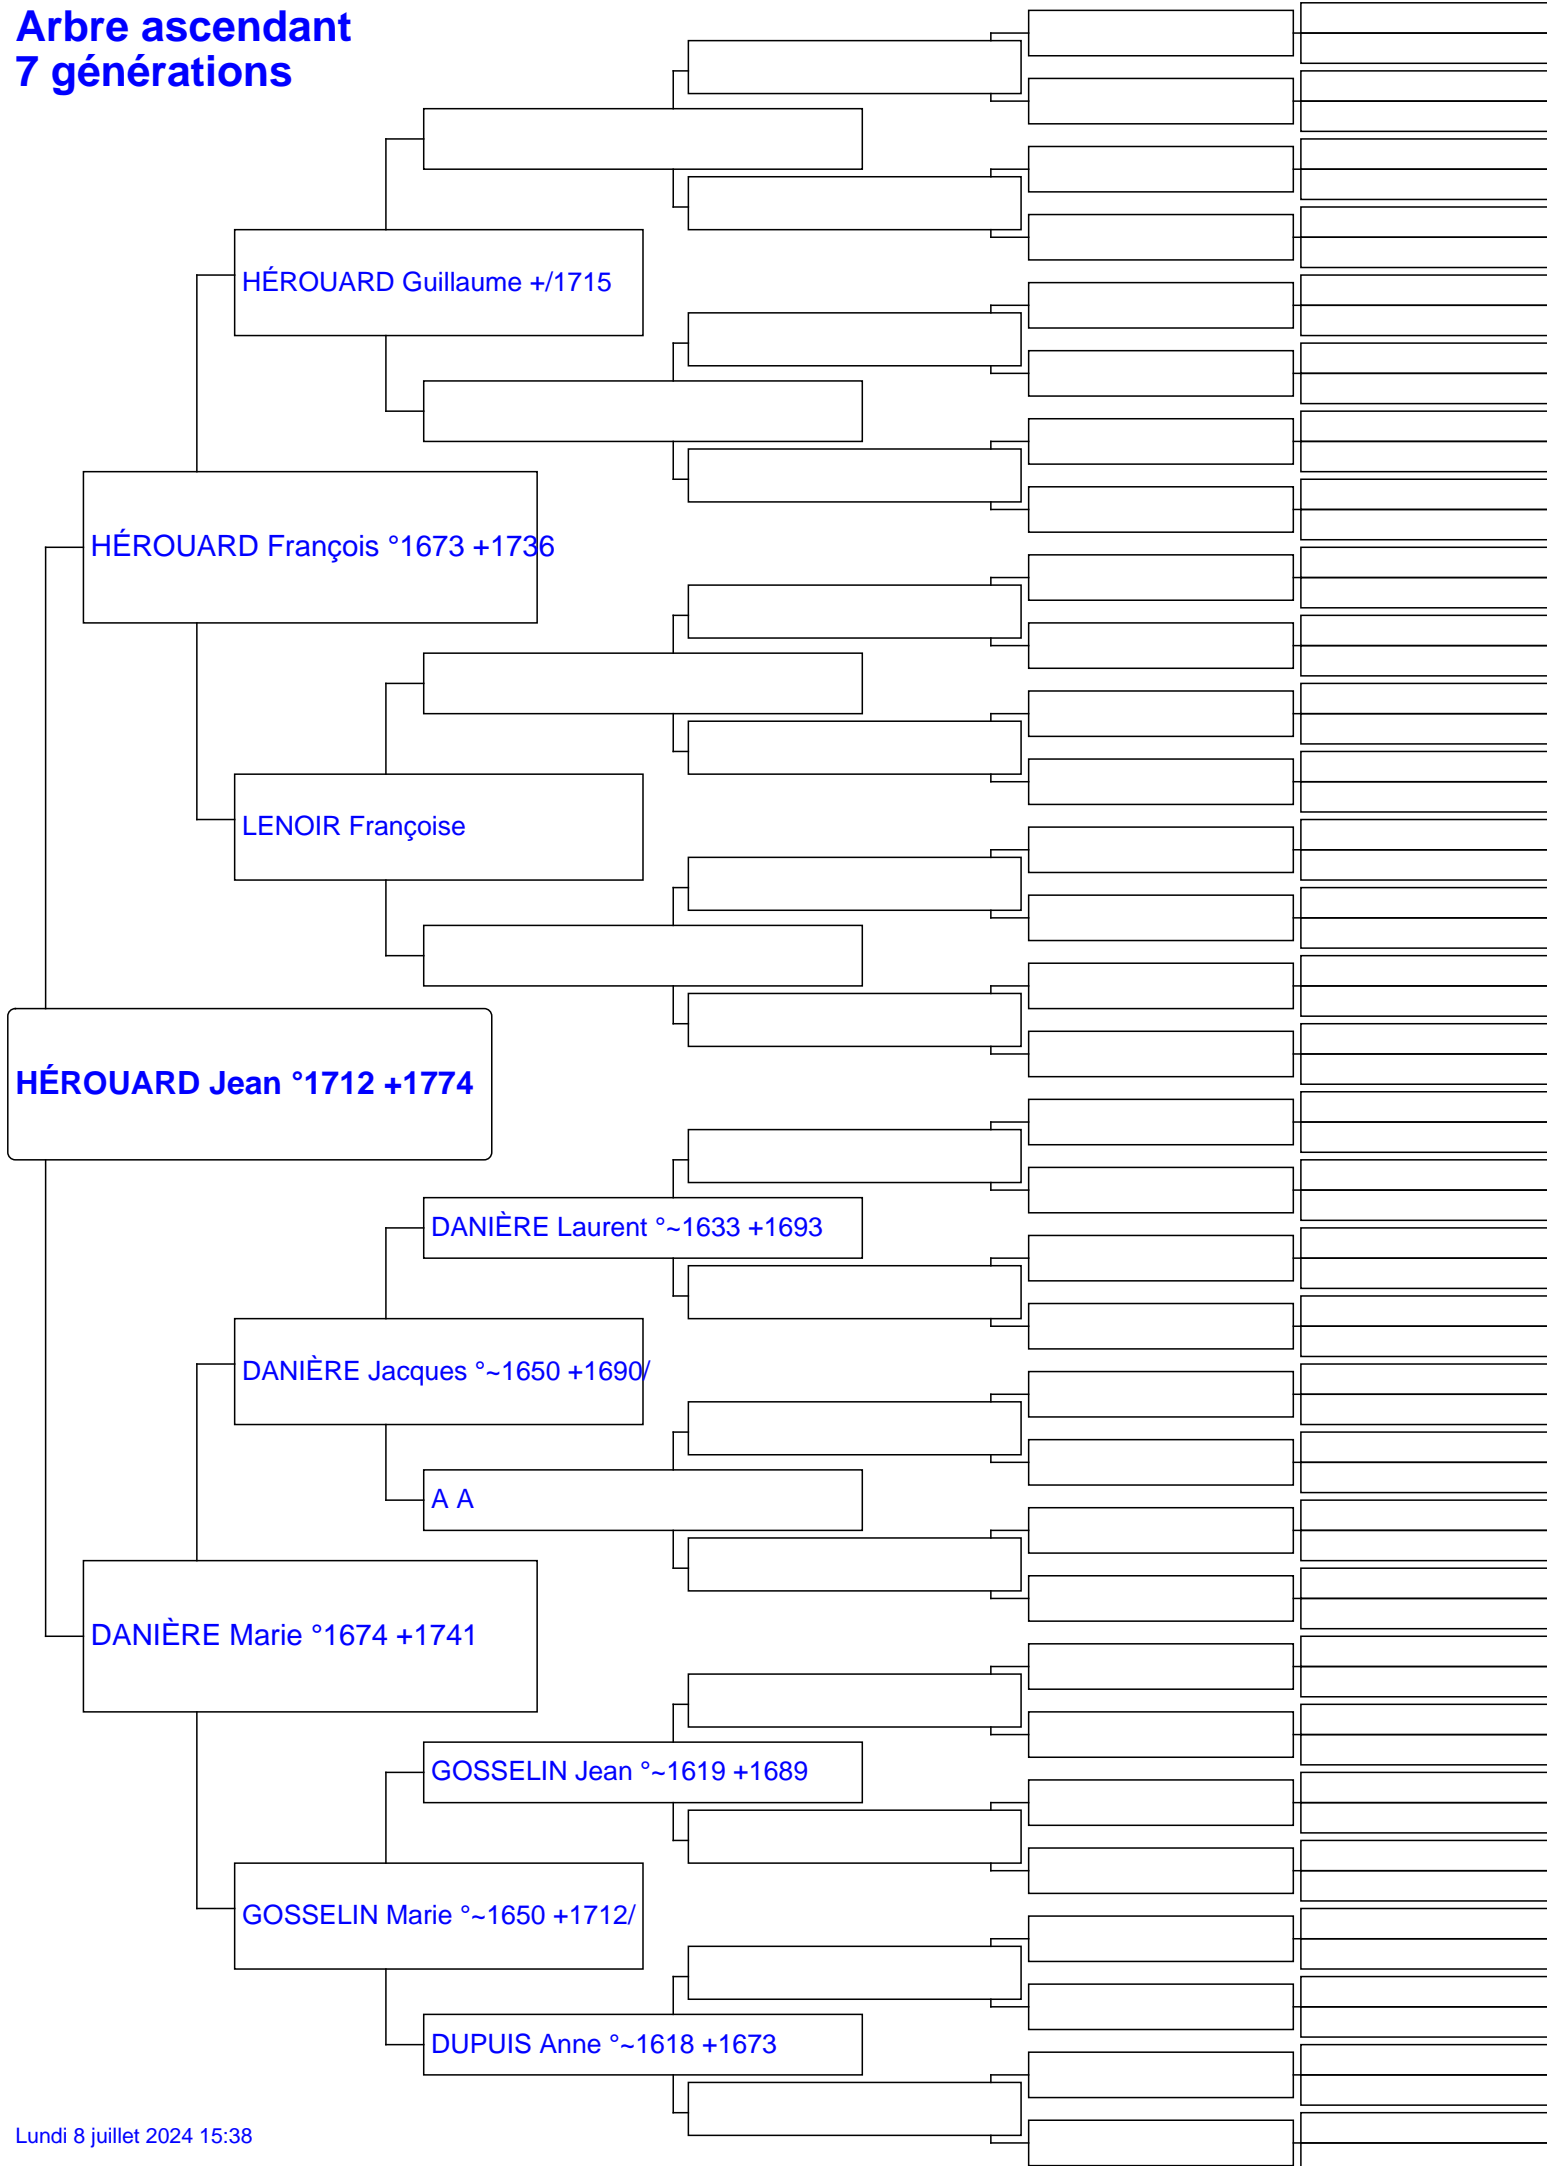 Arbre ascendant
7 générations
HÉROUARD Guillaume +/1715
HÉROUARD François °1673 +1736
LENOIR Françoise
HÉROUARD Jean °1712 +1774
DANIÈRE Laurent °~1633 +1693
DANIÈRE Jacques °~1650 +1690/
A A
DANIÈRE Marie °1674 +1741
GOSSELIN Jean °~1619 +1689
GOSSELIN Marie °~1650 +1712/
DUPUIS Anne °~1618 +1673
Lundi 8 juillet 2024 15:38